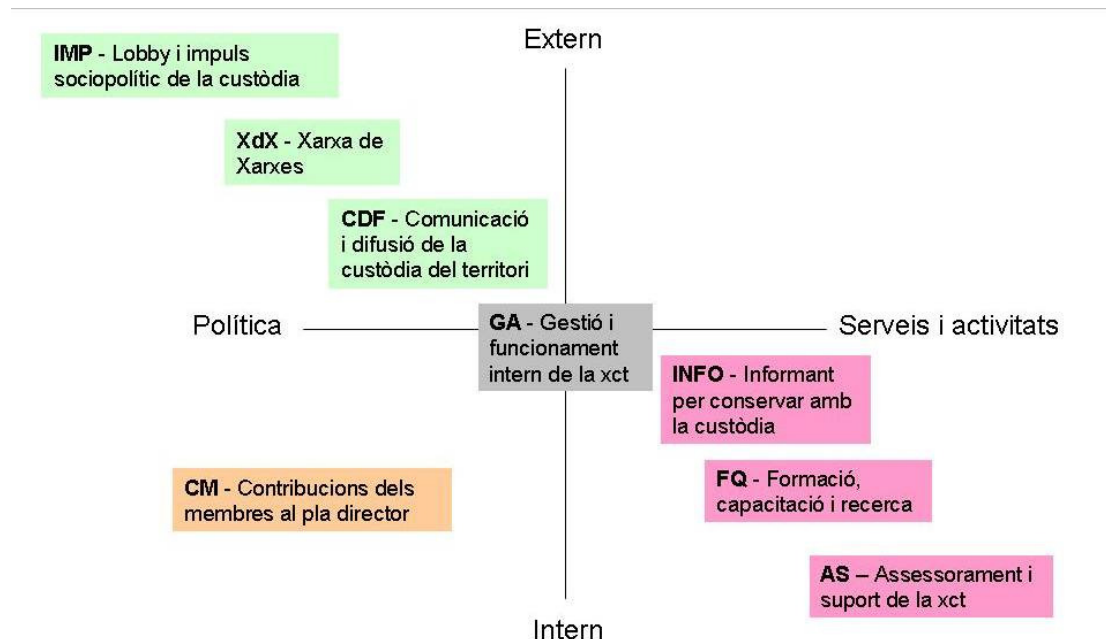 Extern
IMP - Lobby i impuls
sociopolític de la custòdia
XdX - Xarxa de
Xarxes
CDF - Comunicació
i difusió de la
custòdia del territori
Política
GA - Gestió i
funcionament
intern de la xct
Serveis i activitats
INFO - Informant
per conservar amb
la custòdia
CM - Contribucions dels
membres al pla director
FQ - Formació,
capacitació i recerca
AS – Assessorament i
suport de la xct
Intern